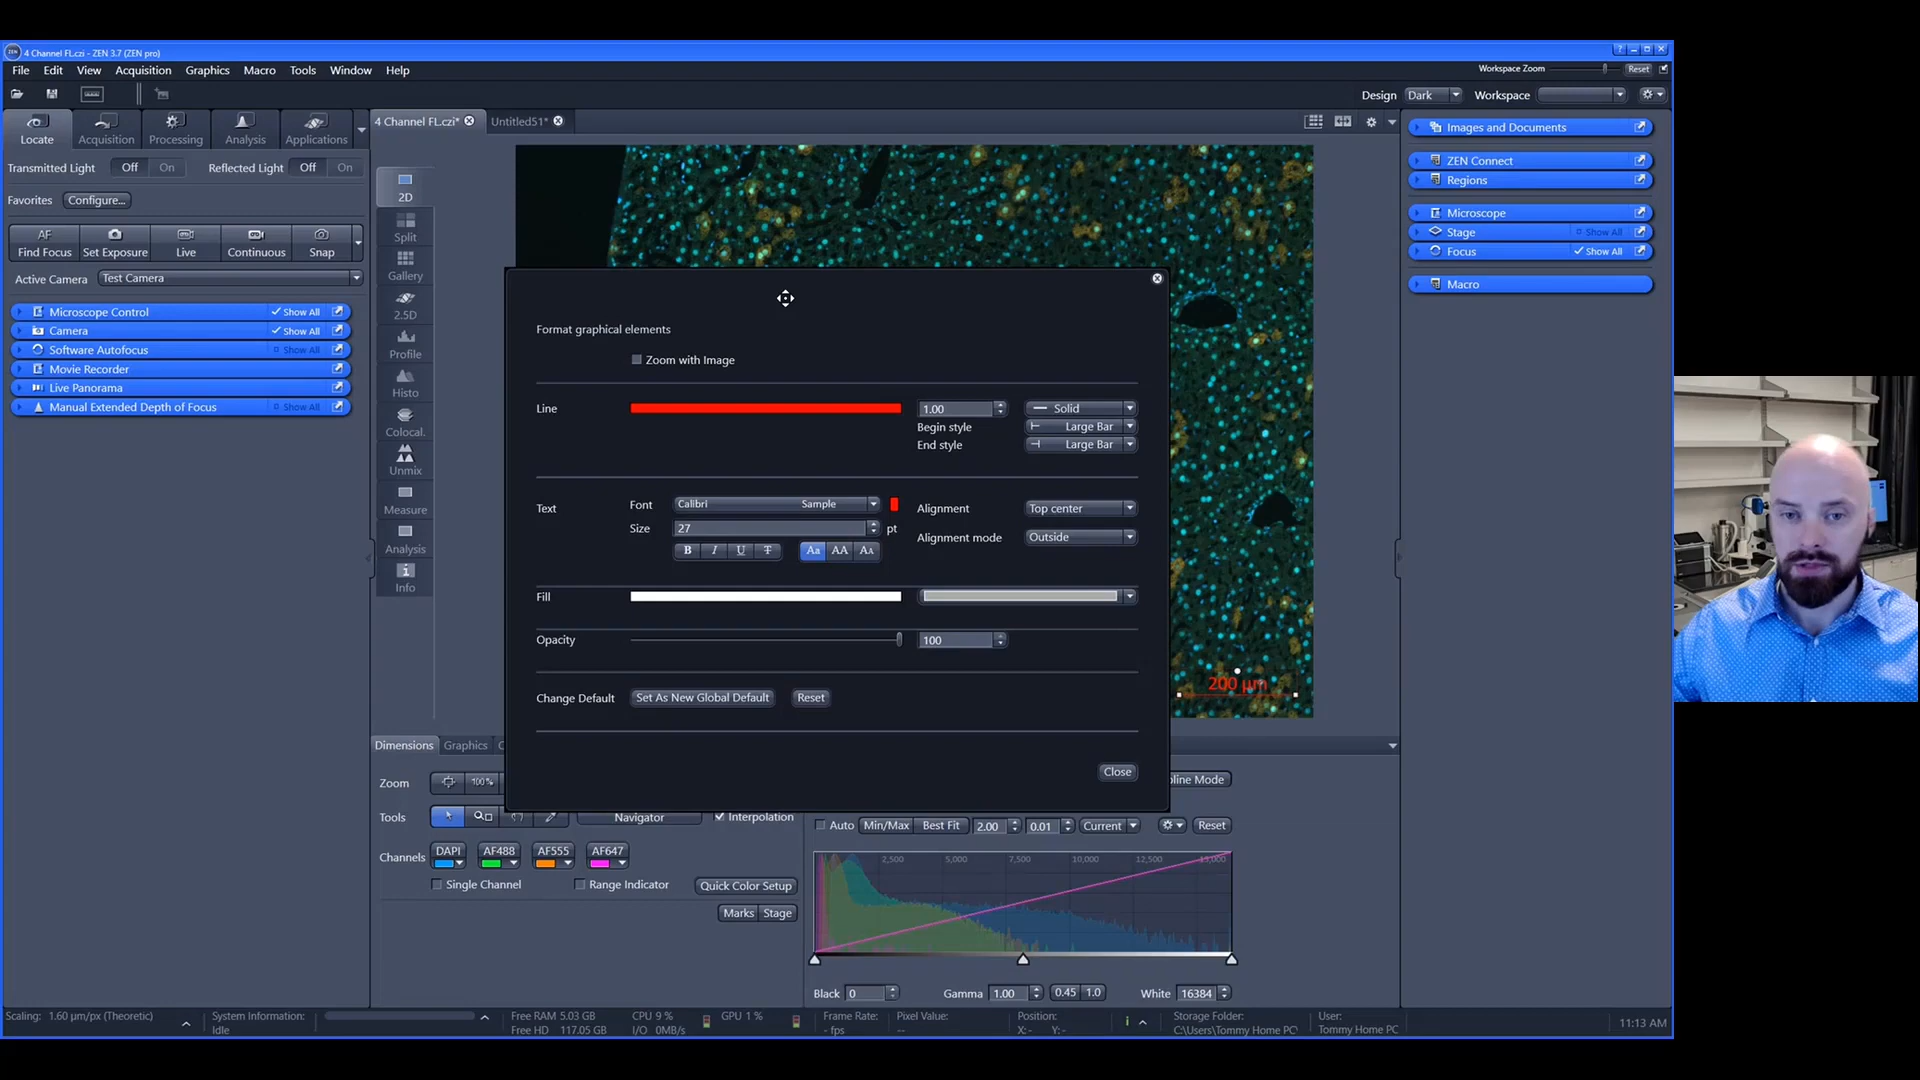 4 Channel FL.czi - ZEN 3.7 (ZEN pro)
File Edit View Acquisition Graphics Macro Tools Window Help
Workspace Zoom Reset
Design Dark Workspace
Locate Acquisition Processing Analysis Applications
4 Channel FL.czi* Untitled51*
Transmitted Light Off On Reflected Light Off On
Favorites Configure...
AF
Find Focus Set Exposure Live Continuous Snap
Active Camera Test Camera
Microscope Control Show All
Camera Show All
Software Autofocus Show All
Movie Recorder
Live Panorama
Manual Extended Depth of Focus Show All
2D
Split
Gallery
2.5D
Profile
Histo
Colocal.
Unmix
Measure
Analysis
Info
Format graphical elements
Zoom with Image
Line 1.00 Solid
Begin style Large Bar
End style Large Bar
Text Font Calibri Sample Alignment Top center
Size 27 pt Alignment mode Outside
B I U T Aa AA AA
Fill
Opacity 100
Change Default Set As New Global Default Reset
Close
200 µm
Images and Documents
ZEN Connect
Regions
Microscope
Stage Show All
Focus Show All
Macro
Dimensions Graphics
Zoom 100% pline Mode
Tools Navigator Interpolation
Auto Min/Max Best Fit 2.00 0.01 Current Reset
Channels DAPI AF488 AF555 AF647
Single Channel Range Indicator Quick Color Setup
Marks Stage
2,500 5,000 7,500 10,000 12,500 15,000
Black 0 Gamma 1.00 0.45 1.0 White 16384
Scaling: 1.60 µm/px (Theoretic) System Information: Idle
Free RAM 5.03 GB
Free HD 117.05 GB
CPU 9 %
I/O 0MB/s
GPU 1 %
Frame Rate: - fps
Pixel Value: --
Position: X:- Y:-
Storage Folder: C:\Users\Tommy Home PC\
User: Tommy Home PC
11:13 AM